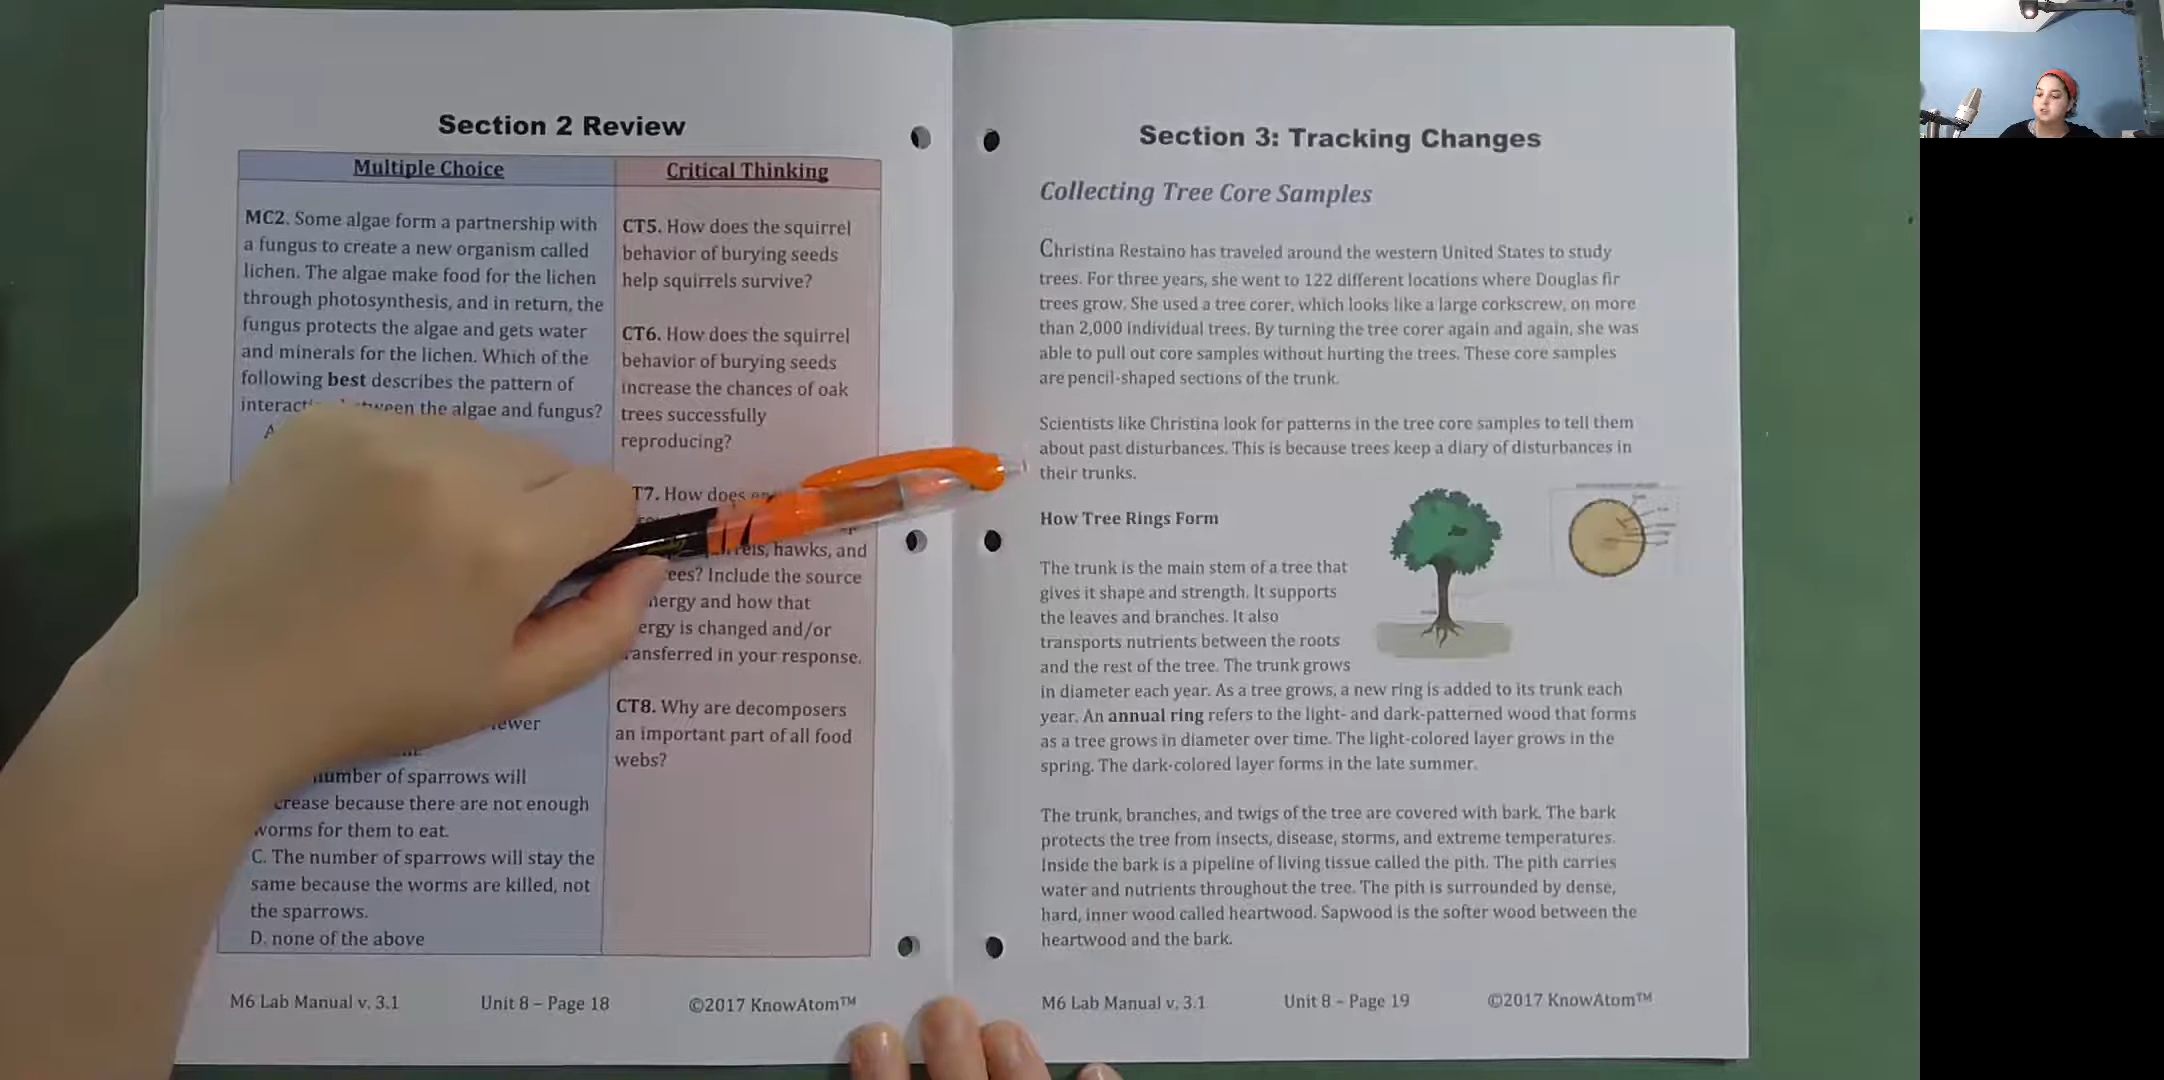 Section 2 Review
Multiple Choice
MC2. Some algae form a partnership with
a fungus to create a new organism called
lichen. The algae make food for the lichen
through photosynthesis, and in return, the
fungus protects the algae and gets water
and minerals for the lichen. Which of the
following best describes the pattern of
between the algae and fungus?
number of sparrows will
because there are not enough
worms for them to eat.
C. The number of sparrows will stay the
same because the worms are killed, not
the sparrows.
D. none of the above
Critical Thinking
CT5. How does the squirrel
behavior of burying seeds
help squirrels survive?
CT6. How does the squirrel
behavior of burying seeds
increase the chances of oak
trees successfully
reproducing?
How does
hawks, and
Include the source
and how that
is changed and/or
in your response.
CT8. Why are decomposers
an important part of all food
webs?
M6 Lab Manual v. 3.1 Unit 8 – Page 18 ©2017 KnowAtom™
Section 3: Tracking Changes
Collecting Tree Core Samples
Christina Restaino has traveled around the western United States to study
trees. For three years, she went to 122 different locations where Douglas fir
trees grow. She used a tree corer, which looks like a large corkscrew, on more
than 2,000 individual trees. By turning the tree corer again and again, she was
able to pull out core samples without hurting the trees. These core samples
are pencil-shaped sections of the trunk.
Scientists like Christina look for patterns in the tree core samples to tell them
about past disturbances. This is because trees keep a diary of disturbances in
their trunks.
How Tree Rings Form
The trunk is the main stem of a tree that
gives it shape and strength. It supports
the leaves and branches. It also
transports nutrients between the roots
and the rest of the tree. The trunk grows
in diameter each year. As a tree grows, a new ring is added to its trunk each
year. An annual ring refers to the light- and dark-patterned wood that forms
as a tree grows in diameter over time. The light-colored layer grows in the
spring. The dark-colored layer forms in the late summer.
The trunk, branches, and twigs of the tree are covered with bark. The bark
protects the tree from insects, disease, storms, and extreme temperatures.
Inside the bark is a pipeline of living tissue called the pith. The pith carries
water and nutrients throughout the tree. The pith is surrounded by dense,
hard, inner wood called heartwood. Sapwood is the softer wood between the
heartwood and the bark.
M6 Lab Manual v. 3.1 Unit 8 – Page 19 ©2017 KnowAtom™